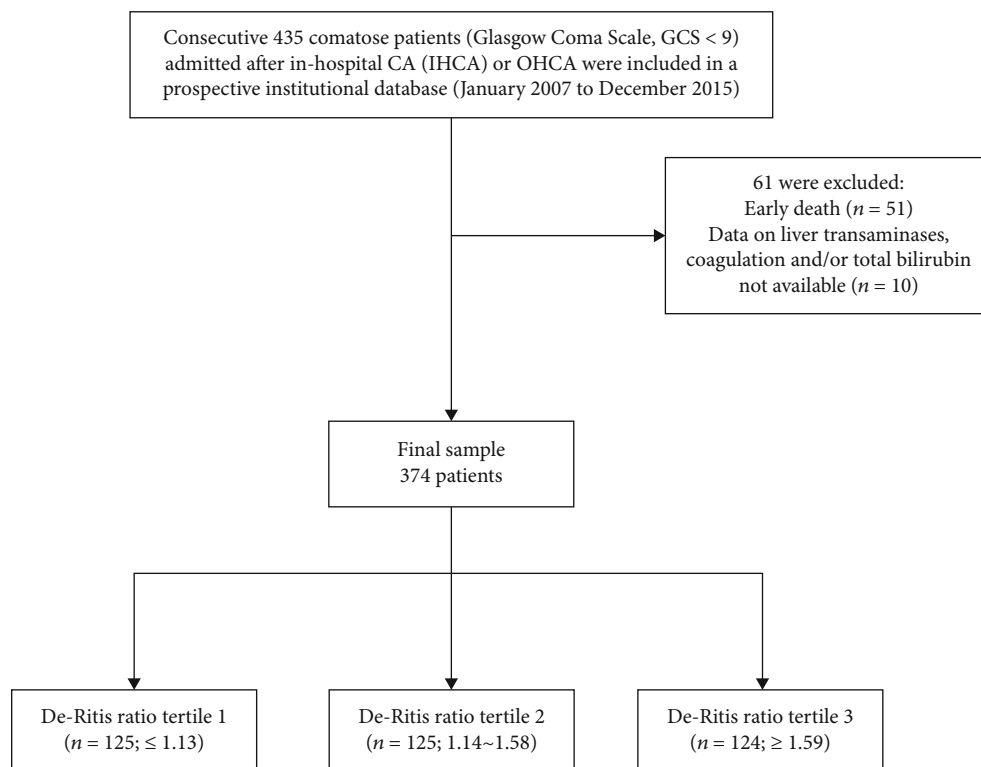 Consecutive 435 comatose patients (Glasgow Coma Scale, GCS < 9)
admitted after in-hospital CA (IHCA) or OHCA were included in a
prospective institutional database (January 2007 to December 2015)
61 were excluded:
Early death (n = 51)
Data on liver transaminases,
coagulation and/or total bilirubin
not available (n = 10)
Final sample
374 patients
De-Ritis ratio tertile 1
(n = 125; ≤ 1.13)
De-Ritis ratio tertile 2
(n = 125; 1.14~1.58)
De-Ritis ratio tertile 3
(n = 124; ≥ 1.59)